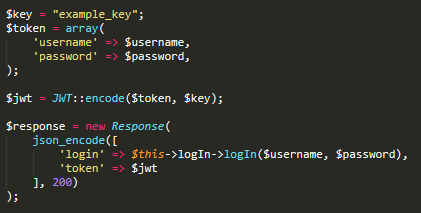 $key = "example_key";
$token = array(
    'username' => $username,
    'password' => $password,
);
$jwt = JWT::encode($token, $key);
$response = new Response(
    json_encode([
        'login' => $this->logIn->logIn($username, $password),
        'token' => $jwt
    ], 200)
);